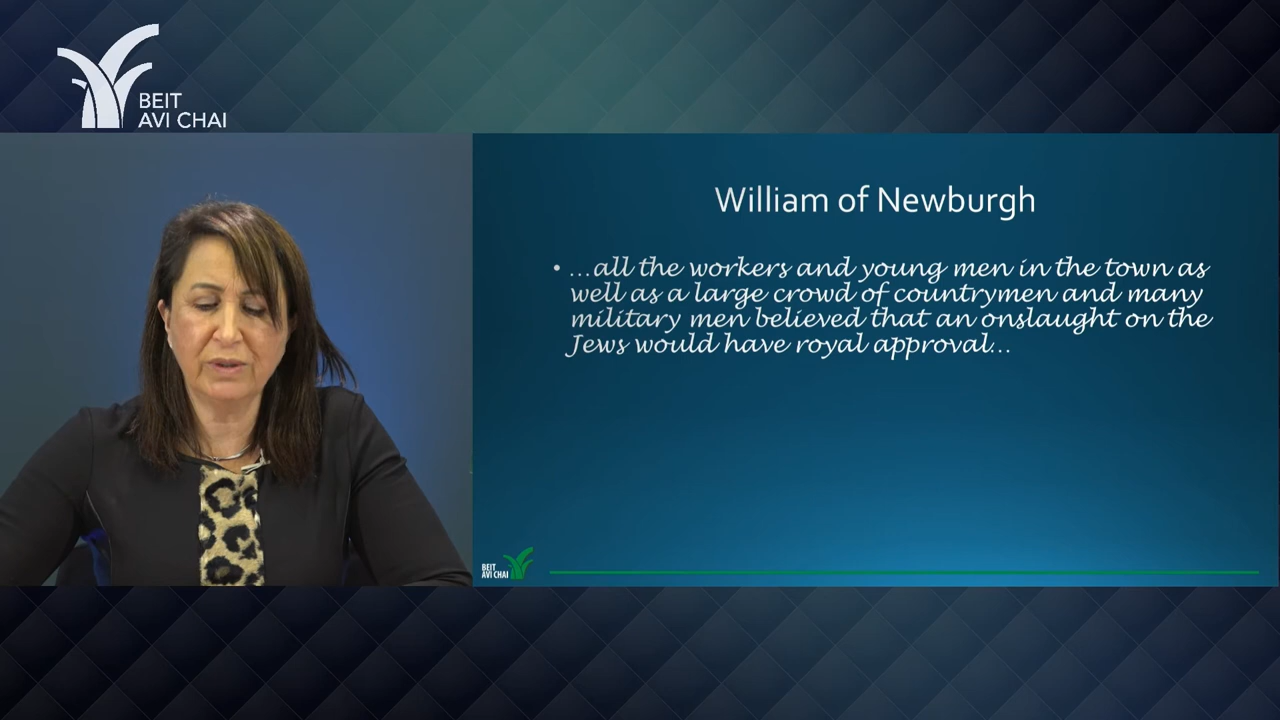 BEIT
AVI CHAI
William of Newburgh
• …all the workers and young men in the town as
well as a large crowd of countrymen and many
military men believed that an onslaught on the
Jews would have royal approval…
BEIT
AVI CHAI